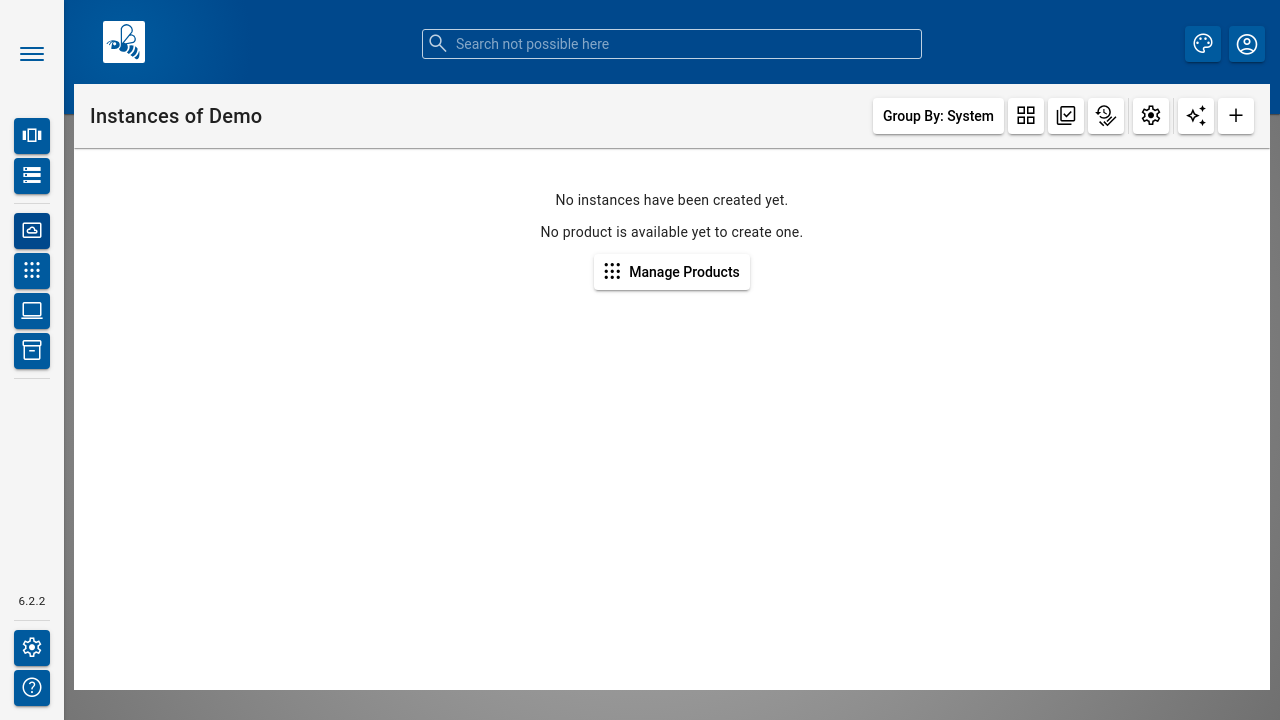 Search not possible here
Instances of Demo
Group By: System
No instances have been created yet.
No product is available yet to create one.
Manage Products
6.2.2